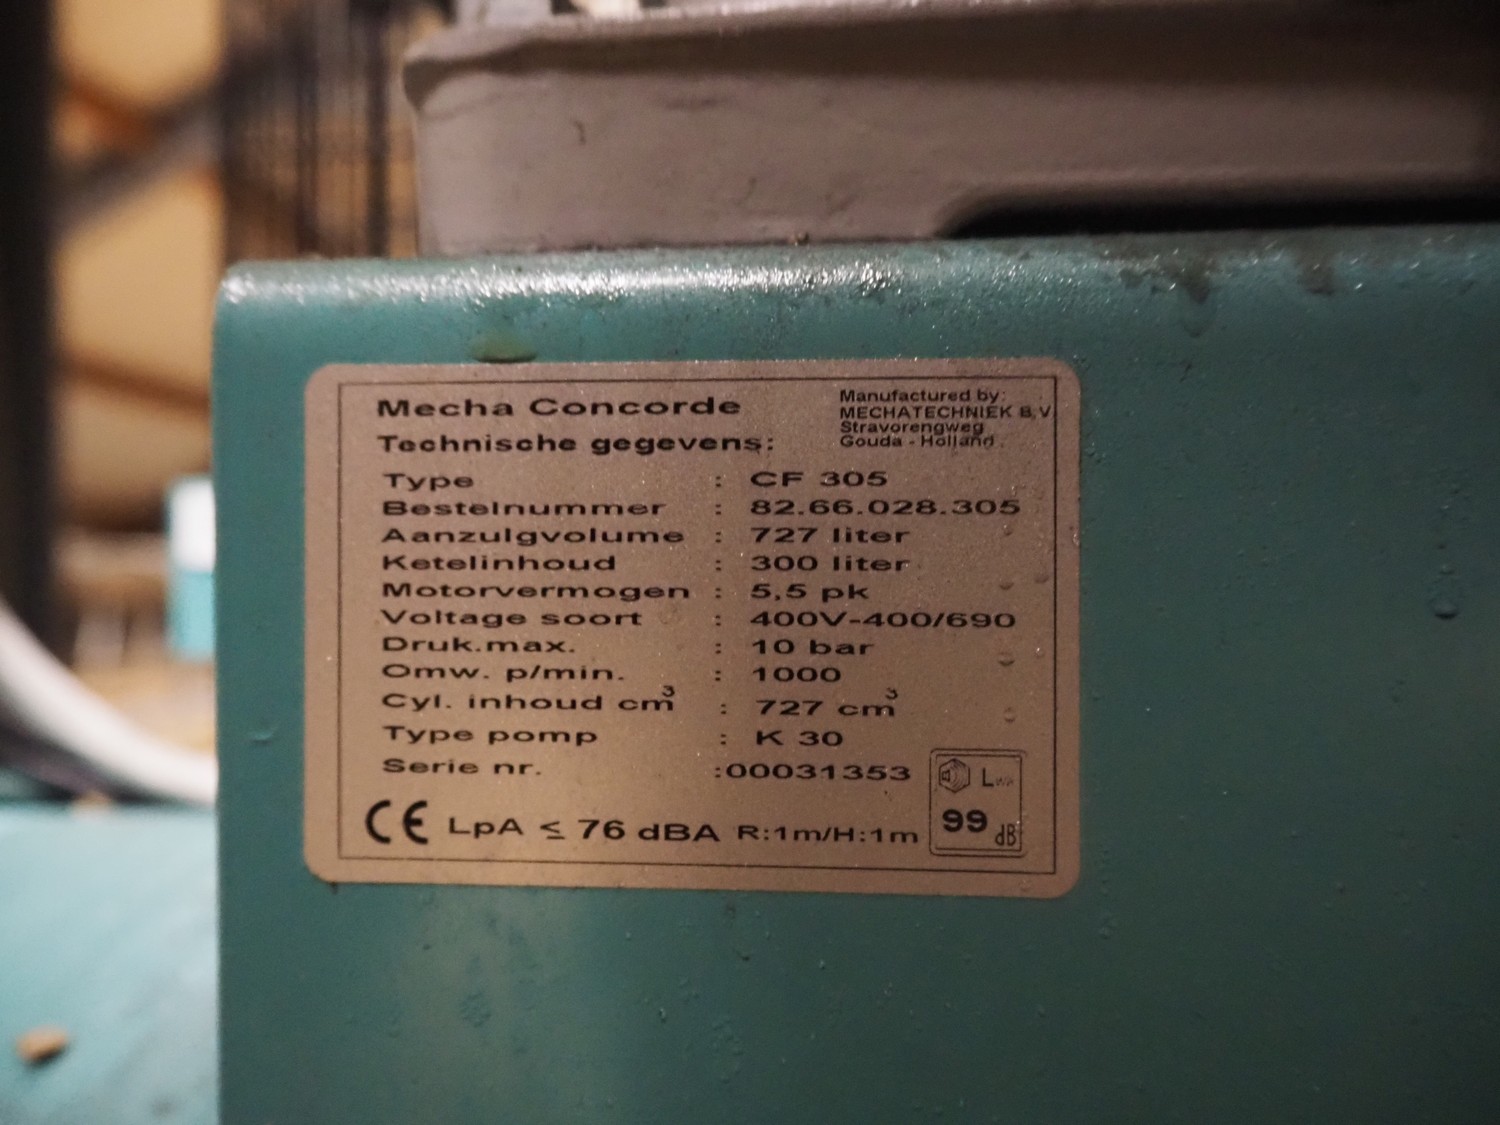 Mecha Concorde
Manufactured by:
MECHATECHNIEK B.V.
Stravorengweg
Gouda - Holland
Technische gegevens:
Type : CF 305
Bestelnummer : 82.66.028.305
Aanzuigvolume : 727 liter
Ketelinhoud : 300 liter
Motorvermogen : 5,5 pk
Voltage soort : 400V-400/690
Druk.max. : 10 bar
Omw. p/min. : 1000
Cyl. inhoud cm³ : 727 cm³
Type pomp : K 30
Serie nr. :00031353
CE LpA ≤ 76 dBA R:1m/H:1m
LWA
99 dB